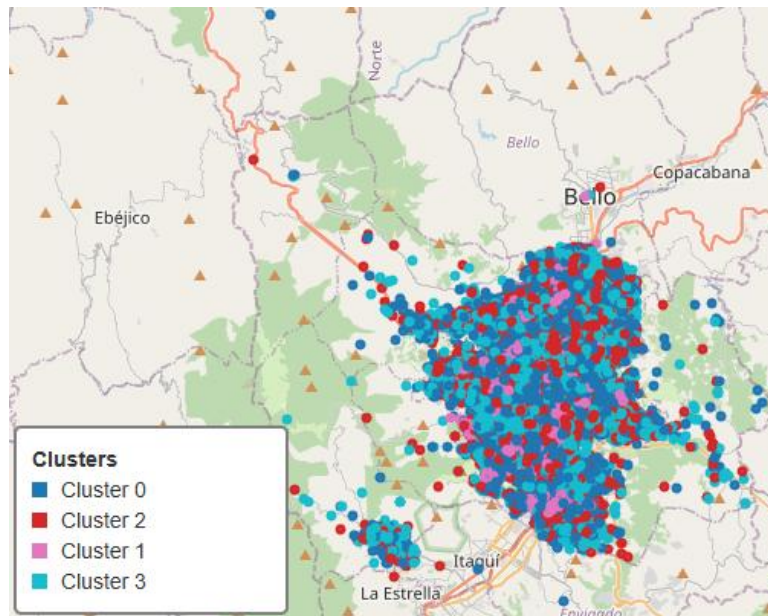 Norte
Bello
Copacabana
Bello
Ebéjico
Clusters
Cluster 0
Cluster 2
Cluster 1
Cluster 3
Itagüí
La Estrella
Envigado